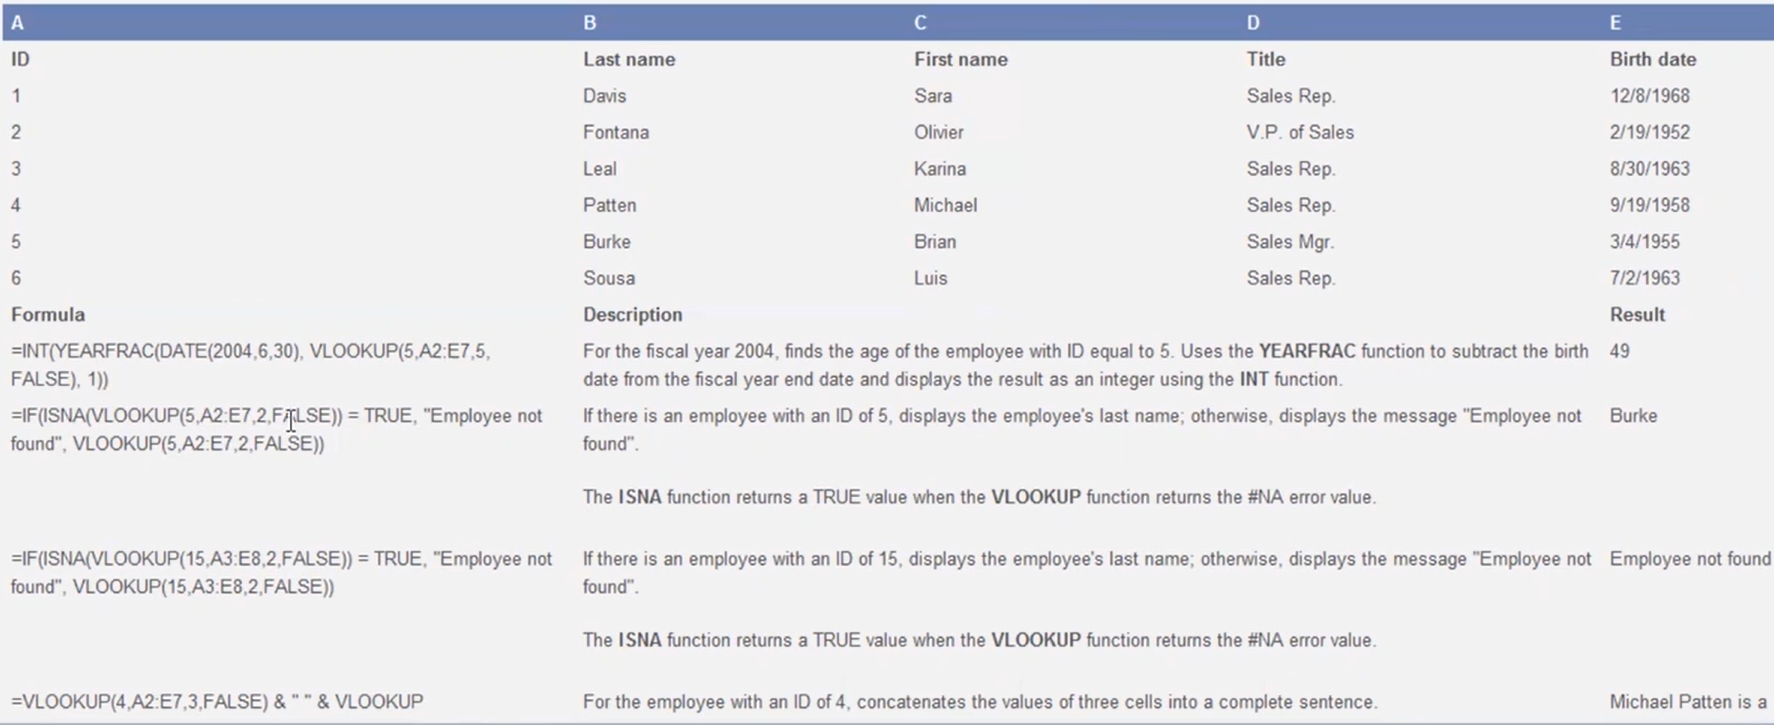 A B C D E
ID Last name First name Title Birth date
1 Davis Sara Sales Rep. 12/8/1968
2 Fontana Olivier V.P. of Sales 2/19/1952
3 Leal Karina Sales Rep. 8/30/1963
4 Patten Michael Sales Rep. 9/19/1958
5 Burke Brian Sales Mgr. 3/4/1955
6 Sousa Luis Sales Rep. 7/2/1963
Formula Description Result
=INT(YEARFRAC(DATE(2004,6,30), VLOOKUP(5,A2:E7,5,
FALSE), 1))
For the fiscal year 2004, finds the age of the employee with ID equal to 5. Uses the YEARFRAC function to subtract the birth
date from the fiscal year end date and displays the result as an integer using the INT function.
49
=IF(ISNA(VLOOKUP(5,A2:E7,2,FALSE)) = TRUE, "Employee not
found", VLOOKUP(5,A2:E7,2,FALSE))
If there is an employee with an ID of 5, displays the employee's last name; otherwise, displays the message "Employee not
found".
The ISNA function returns a TRUE value when the VLOOKUP function returns the #NA error value.
Burke
=IF(ISNA(VLOOKUP(15,A3:E8,2,FALSE)) = TRUE, "Employee not
found", VLOOKUP(15,A3:E8,2,FALSE))
If there is an employee with an ID of 15, displays the employee's last name; otherwise, displays the message "Employee not
found".
The ISNA function returns a TRUE value when the VLOOKUP function returns the #NA error value.
Employee not found
=VLOOKUP(4,A2:E7,3,FALSE) & " " & VLOOKUP
For the employee with an ID of 4, concatenates the values of three cells into a complete sentence.
Michael Patten is a